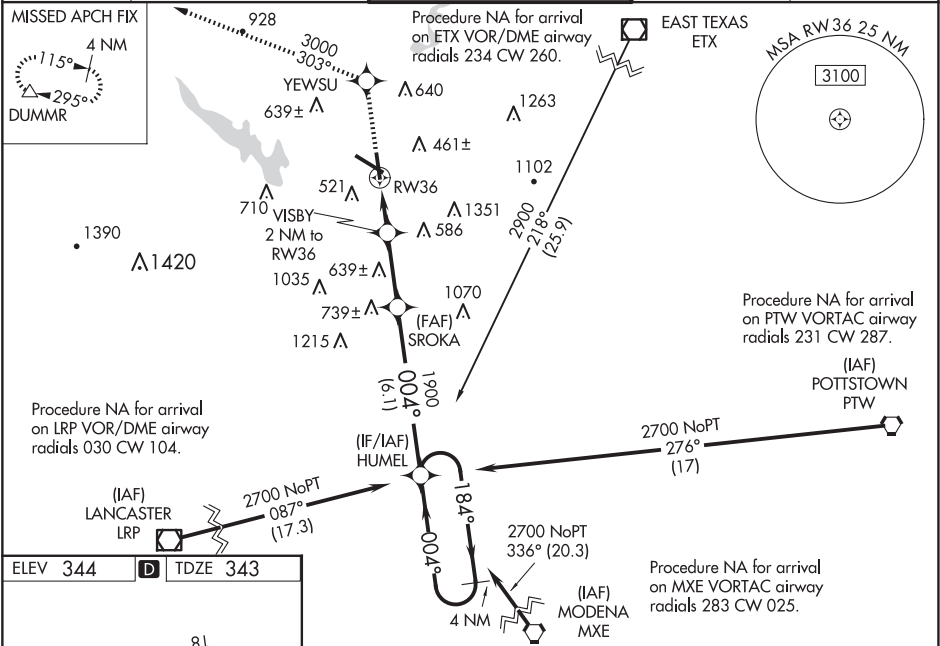 MISSED APCH FIX
4 NM
115°
295°
DUMMR
928
3000
303°
YEWSU
639±
640
Procedure NA for arrival
on ETX VOR/DME airway
radials 234 CW 260.
EAST TEXAS
ETX
MSA RW36 25 NM
3100
1263
461±
1102
RW36
521
710
VISBY
2 NM to
RW36
586
1351
2900
218°
(25.9)
1390
1420
1035
639±
739±
1070
(FAF)
SROKA
1215
Procedure NA for arrival
on PTW VORTAC airway
radials 231 CW 287.
(IAF)
POTTSTOWN
PTW
004°
1900
(6.1)
Procedure NA for arrival
on LRP VOR/DME airway
radials 030 CW 104.
(IF/IAF)
HUMEL
2700 NoPT
276°
(17)
(IAF)
LANCASTER
LRP
2700 NoPT
087°
(17.3)
184°
004°
4 NM
2700 NoPT
336° (20.3)
(IAF)
MODENA
MXE
Procedure NA for arrival
on MXE VORTAC airway
radials 283 CW 025.
ELEV 344
D
TDZE 343